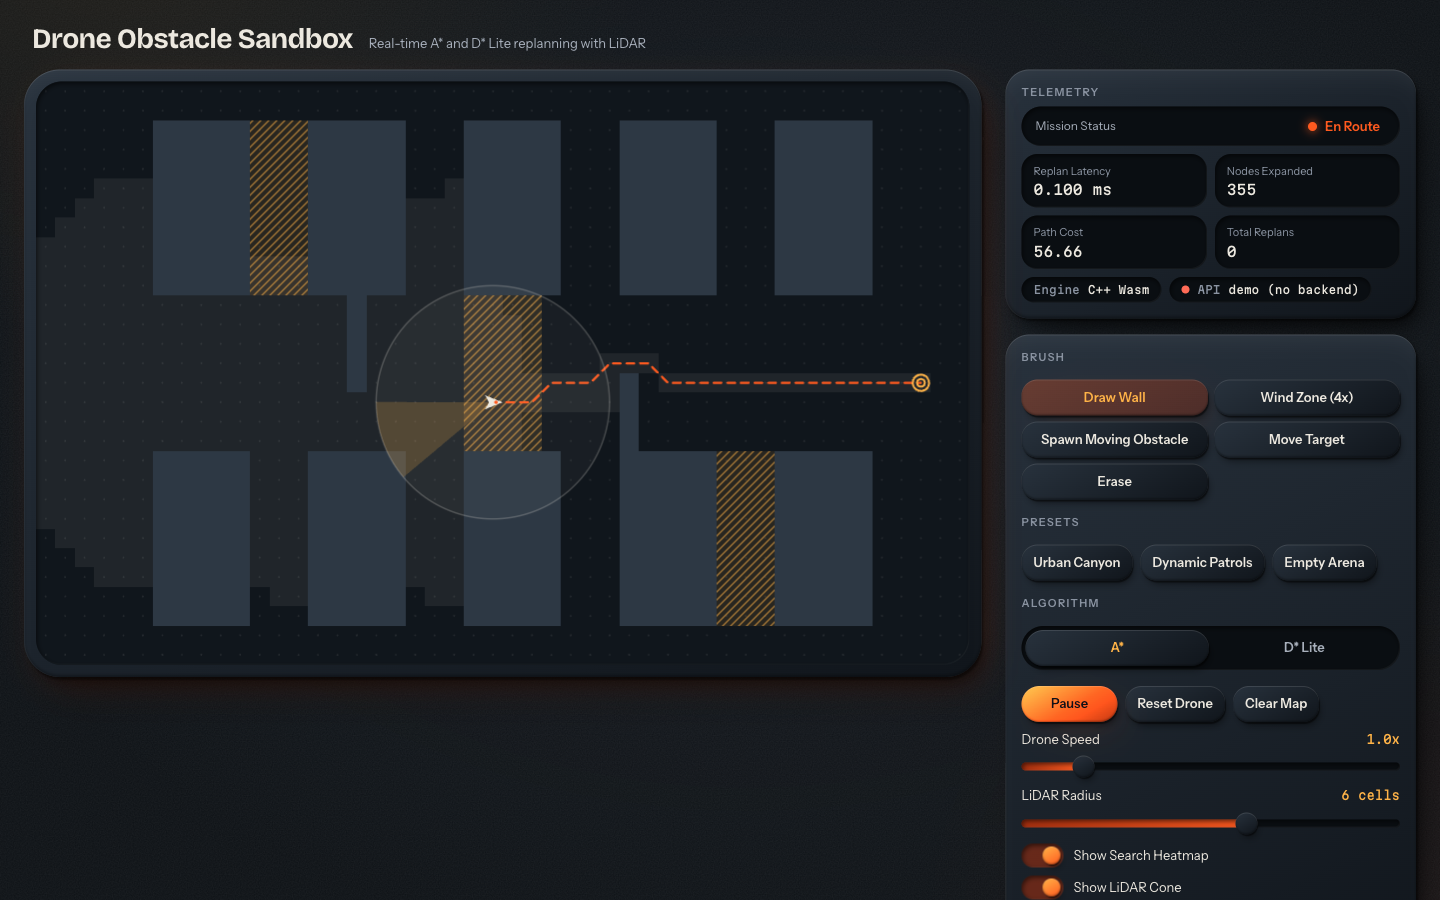 Drone Obstacle Sandbox
Real-time A* and D* Lite replanning with LiDAR
TELEMETRY
Mission Status
En Route
Replan Latency
0.100 ms
Nodes Expanded
355
Path Cost
56.66
Total Replans
0
Engine C++ Wasm
API demo (no backend)
BRUSH
Draw Wall
Wind Zone (4x)
Spawn Moving Obstacle
Move Target
Erase
PRESETS
Urban Canyon
Dynamic Patrols
Empty Arena
ALGORITHM
A*
D* Lite
Pause
Reset Drone
Clear Map
Drone Speed
1.0x
LiDAR Radius
6 cells
Show Search Heatmap
Show LiDAR Cone